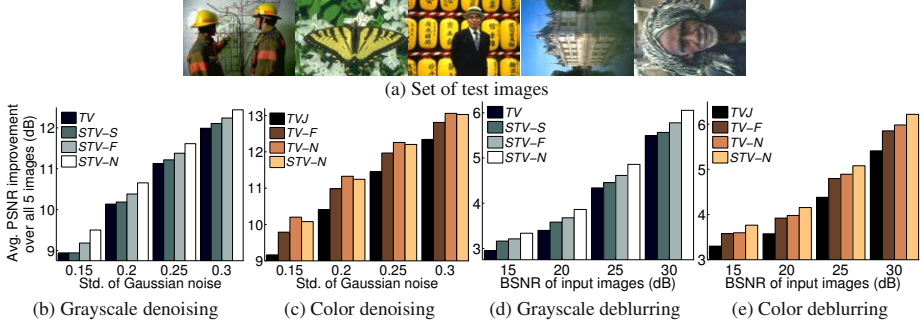 (a) Set of test images
Avg. PSNR improvement
over all 5 images (dB)
12
11
10
9
TV
STV-S
STV-F
STV-N
0.15 0.2 0.25 0.3
Std. of Gaussian noise
(b) Grayscale denoising
13
12
11
10
9
TVJ
TV-F
TV-N
STV-N
0.15 0.2 0.25 0.3
Std. of Gaussian noise
(c) Color denoising
6
5
4
3
TV
STV-S
STV-F
STV-N
15 20 25 30
BSNR of input images (dB)
(d) Grayscale deblurring
6
5
4
3
TVJ
TV-F
TV-N
STV-N
15 20 25 30
BSNR of input images (dB)
(e) Color deblurring